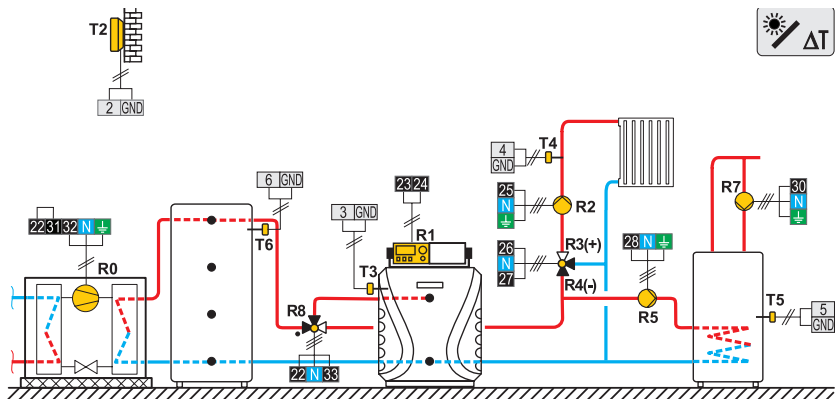 T2
ΔT
2 GND
4
GND
T4
6 GND
23 24
25
N
R2
R7
30
N
3 GND
22 31 32 N
T6
R1
26
N
27
R3(+)
28 N
R0
T3
R4(-)
R8
R5
T5
5
GND
22 N 33